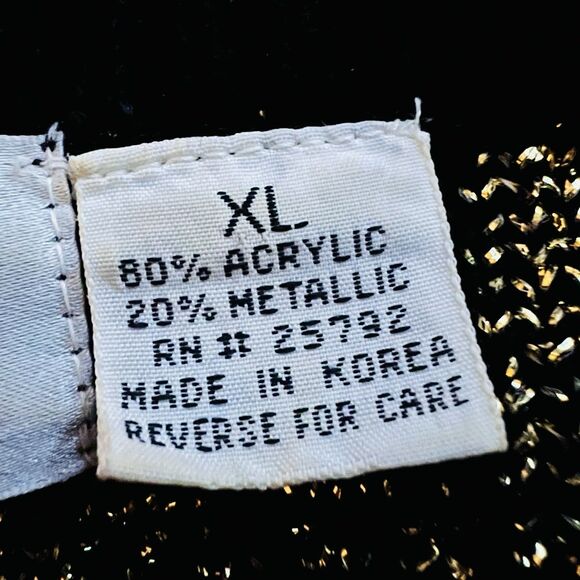 XL
80% ACRYLIC
20% METALLIC
RN # 25792
MADE IN KOREA
REVERSE FOR CARE